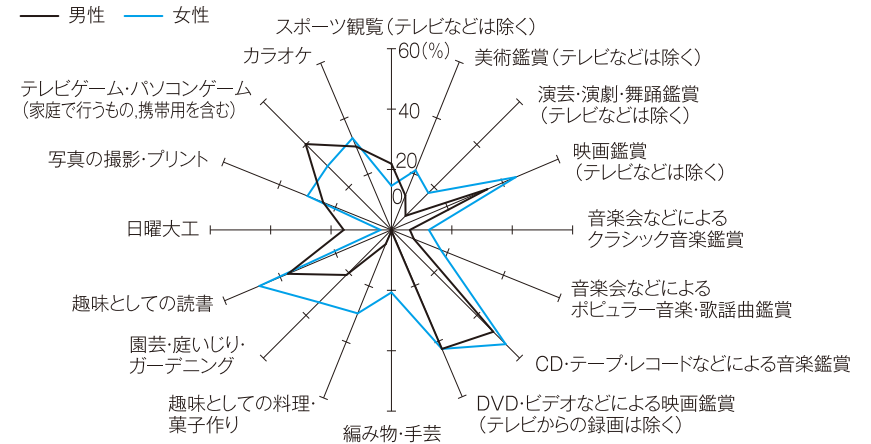 男性 女性
スポーツ観覧(テレビなどは除く)
60(%)
40
20
0
美術鑑賞(テレビなどは除く)
演芸・演劇・舞踊鑑賞
(テレビなどは除く)
映画鑑賞
(テレビなどは除く)
音楽会などによる
クラシック音楽鑑賞
音楽会などによる
ポピュラー音楽・歌謡曲鑑賞
CD・テープ・レコードなどによる音楽鑑賞
DVD・ビデオなどによる映画鑑賞
(テレビからの録画は除く)
編み物・手芸
趣味としての料理・
菓子作り
園芸・庭いじり・
ガーデニング
趣味としての読書
日曜大工
写真の撮影・プリント
テレビゲーム・パソコンゲーム
(家庭で行うもの,携帯用を含む)
カラオケ